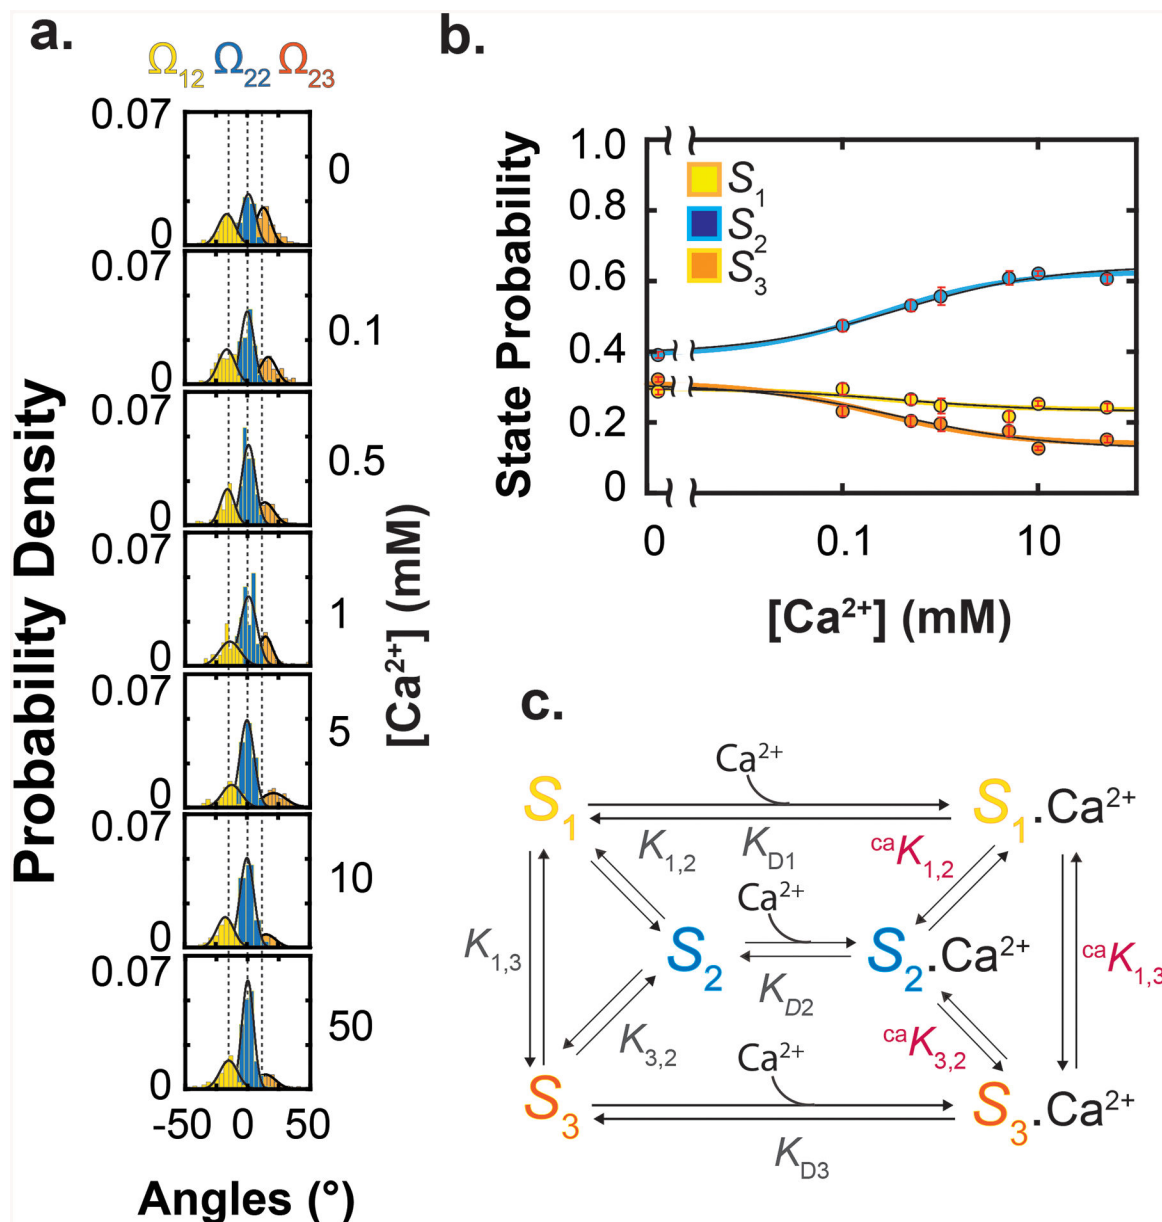 a.
Ω12 Ω22 Ω23
0.07
0
0
0.07
0
0.1
0.07
0
0.5
0.07
0
1
0.07
0
5
0.07
0
10
0.07
0
50
-50 0 50
Angles (°)
Probability Density
[Ca2+] (mM)
b.
State Probability
1.0
0.8
0.6
0.4
0.2
0
S1
S2
S3
0 0.1 10
[Ca2+] (mM)
c.
Ca2+
S1 S1.Ca2+
K1,2 KD1 caK1,2
Ca2+
K1,3 S2 S2.Ca2+ caK1,3
KD2
K3,2 caK3,2
Ca2+
S3 S3.Ca2+
KD3